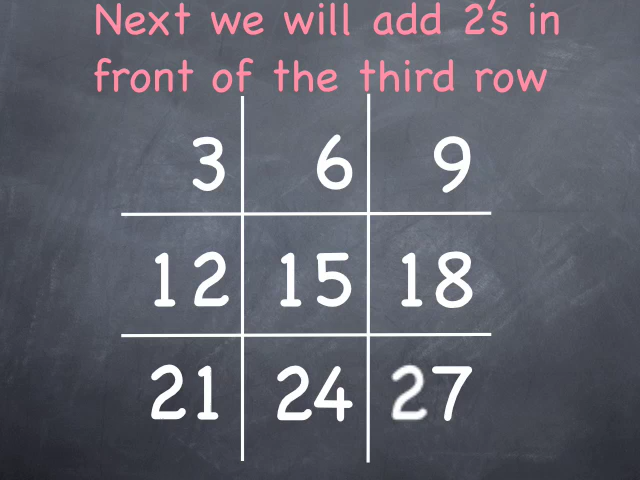 Next we will add 2's in
front of the third row
3 6 9
12 15 18
21 24 27